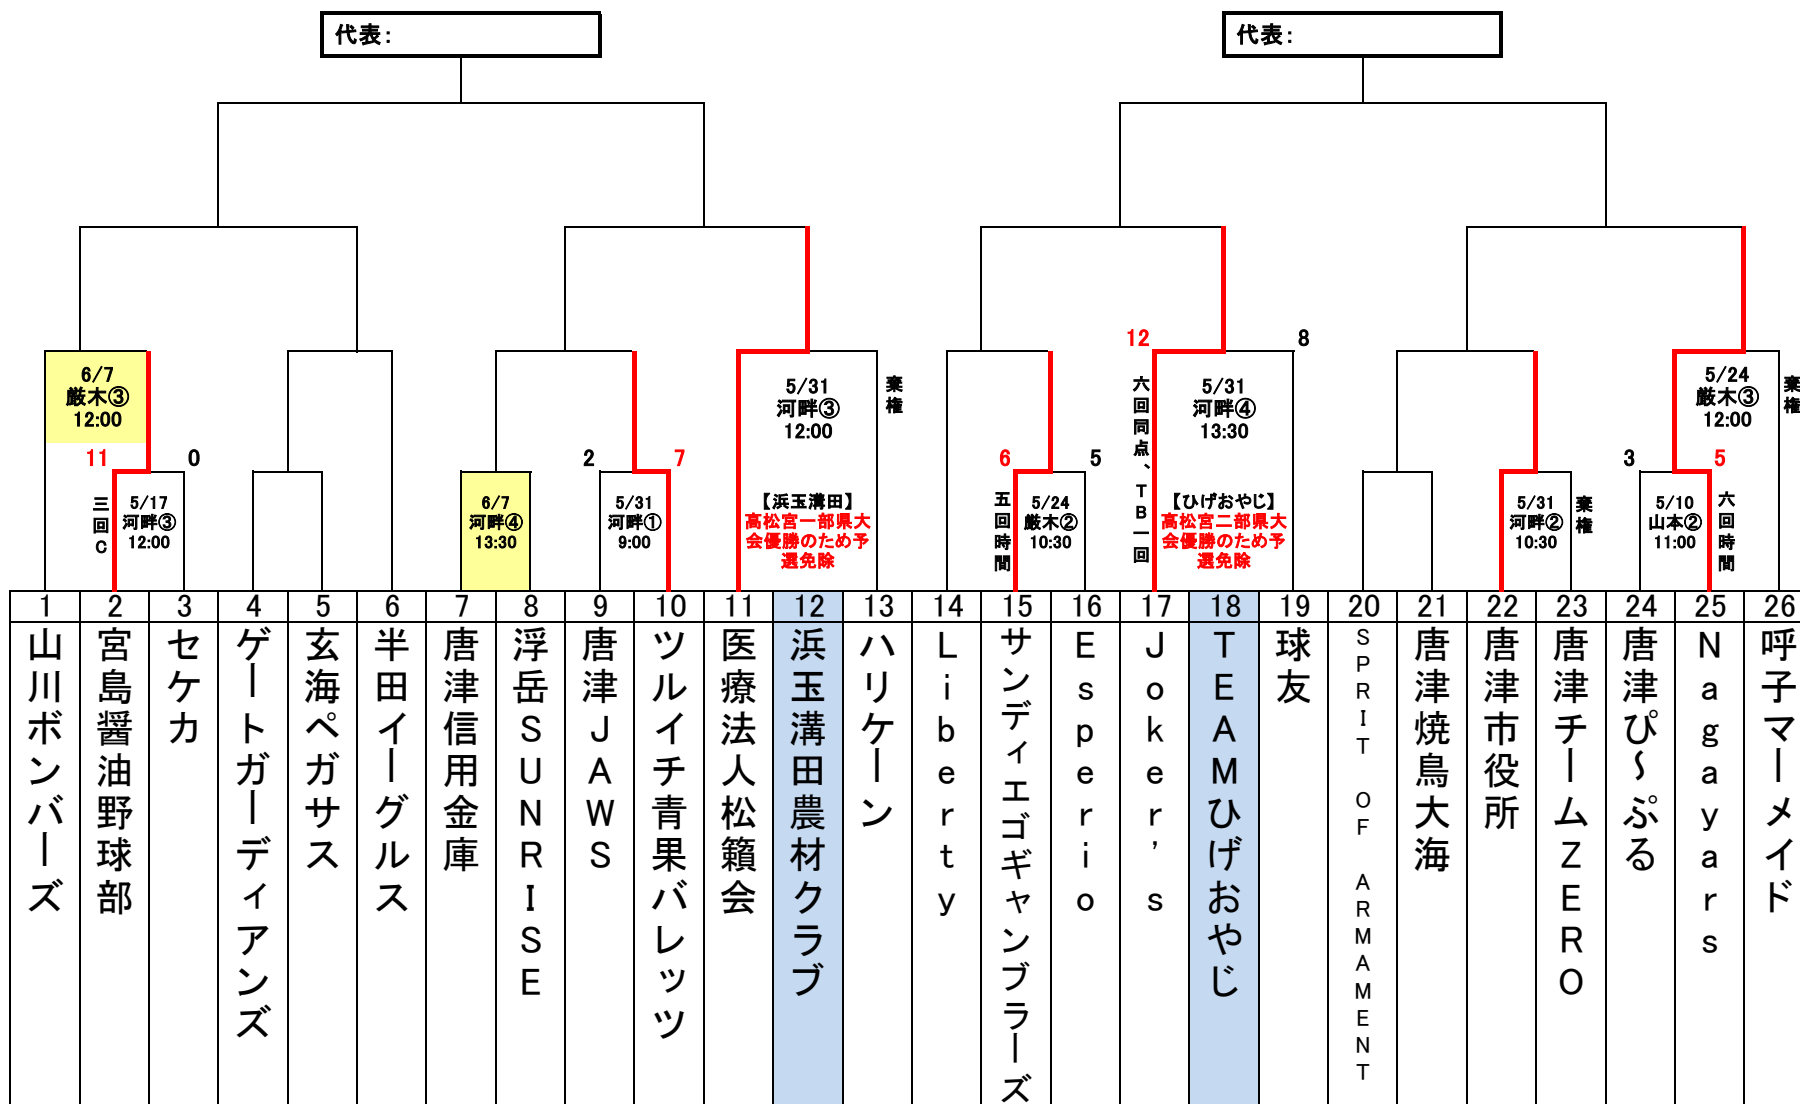 代表：
代表：
12
8
6/7
厳木③
12:00
5/31
河畔③
12:00
棄権
六回同点、TB一回
5/31
河畔④
13:30
5/24
厳木③
12:00
棄権
11
0
2
7
6
5
3
5
三回C
5/17
河畔③
12:00
6/7
河畔④
13:30
5/31
河畔①
9:00
【浜玉溝田】
高松宮一部県大
会優勝のため予
選免除
五回時間
5/24
厳木②
10:30
【ひげおやじ】
高松宮二部県大
会優勝のため予
選免除
5/31
河畔②
10:30
棄権
5/10
山本②
11:00
六回時間
1 2 3 4 5 6 7 8 9 10 11 12 13 14 15 16 17 18 19 20 21 22 23 24 25 26
山川ボンバーズ
宮島醤油野球部
セケカ
ゲートガーディアンズ
玄海ペガサス
半田イーグルス
唐津信用金庫
浮岳SUNRISE
唐津JAWS
ツルイチ青果バレッツ
医療法人松籟会
浜玉溝田農材クラブ
ハリケーン
Liberty
サンディエゴギャンブラーズ
Esperio
Joker’s
TEAMひげおやじ
球友
SPRIT OF ARMAMENT
唐津焼鳥大海
唐津市役所
唐津チームZERO
唐津ぴ～ぷる
Nagayars
呼子マーメイド